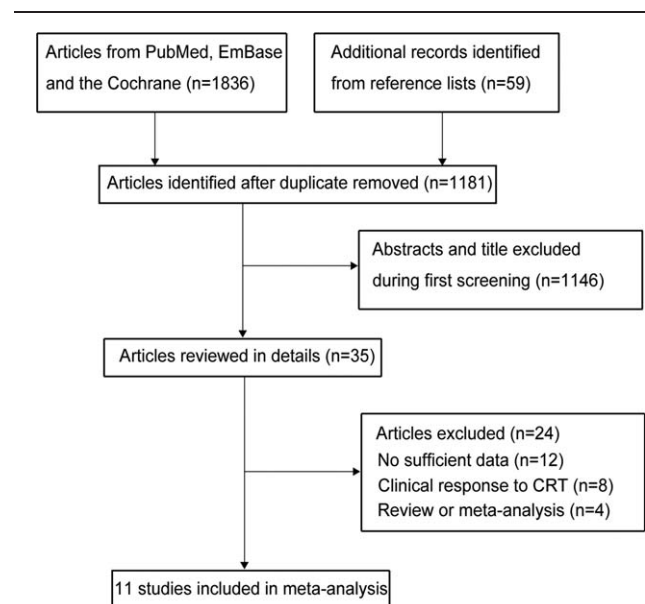 Articles from PubMed, EmBase
and the Cochrane (n=1836)
Additional records identified
from reference lists (n=59)
Articles identified after duplicate removed (n=1181)
Abstracts and title excluded
during first screening (n=1146)
Articles reviewed in details (n=35)
Articles excluded (n=24)
No sufficient data (n=12)
Clinical response to CRT (n=8)
Review or meta-analysis (n=4)
11 studies included in meta-analysis